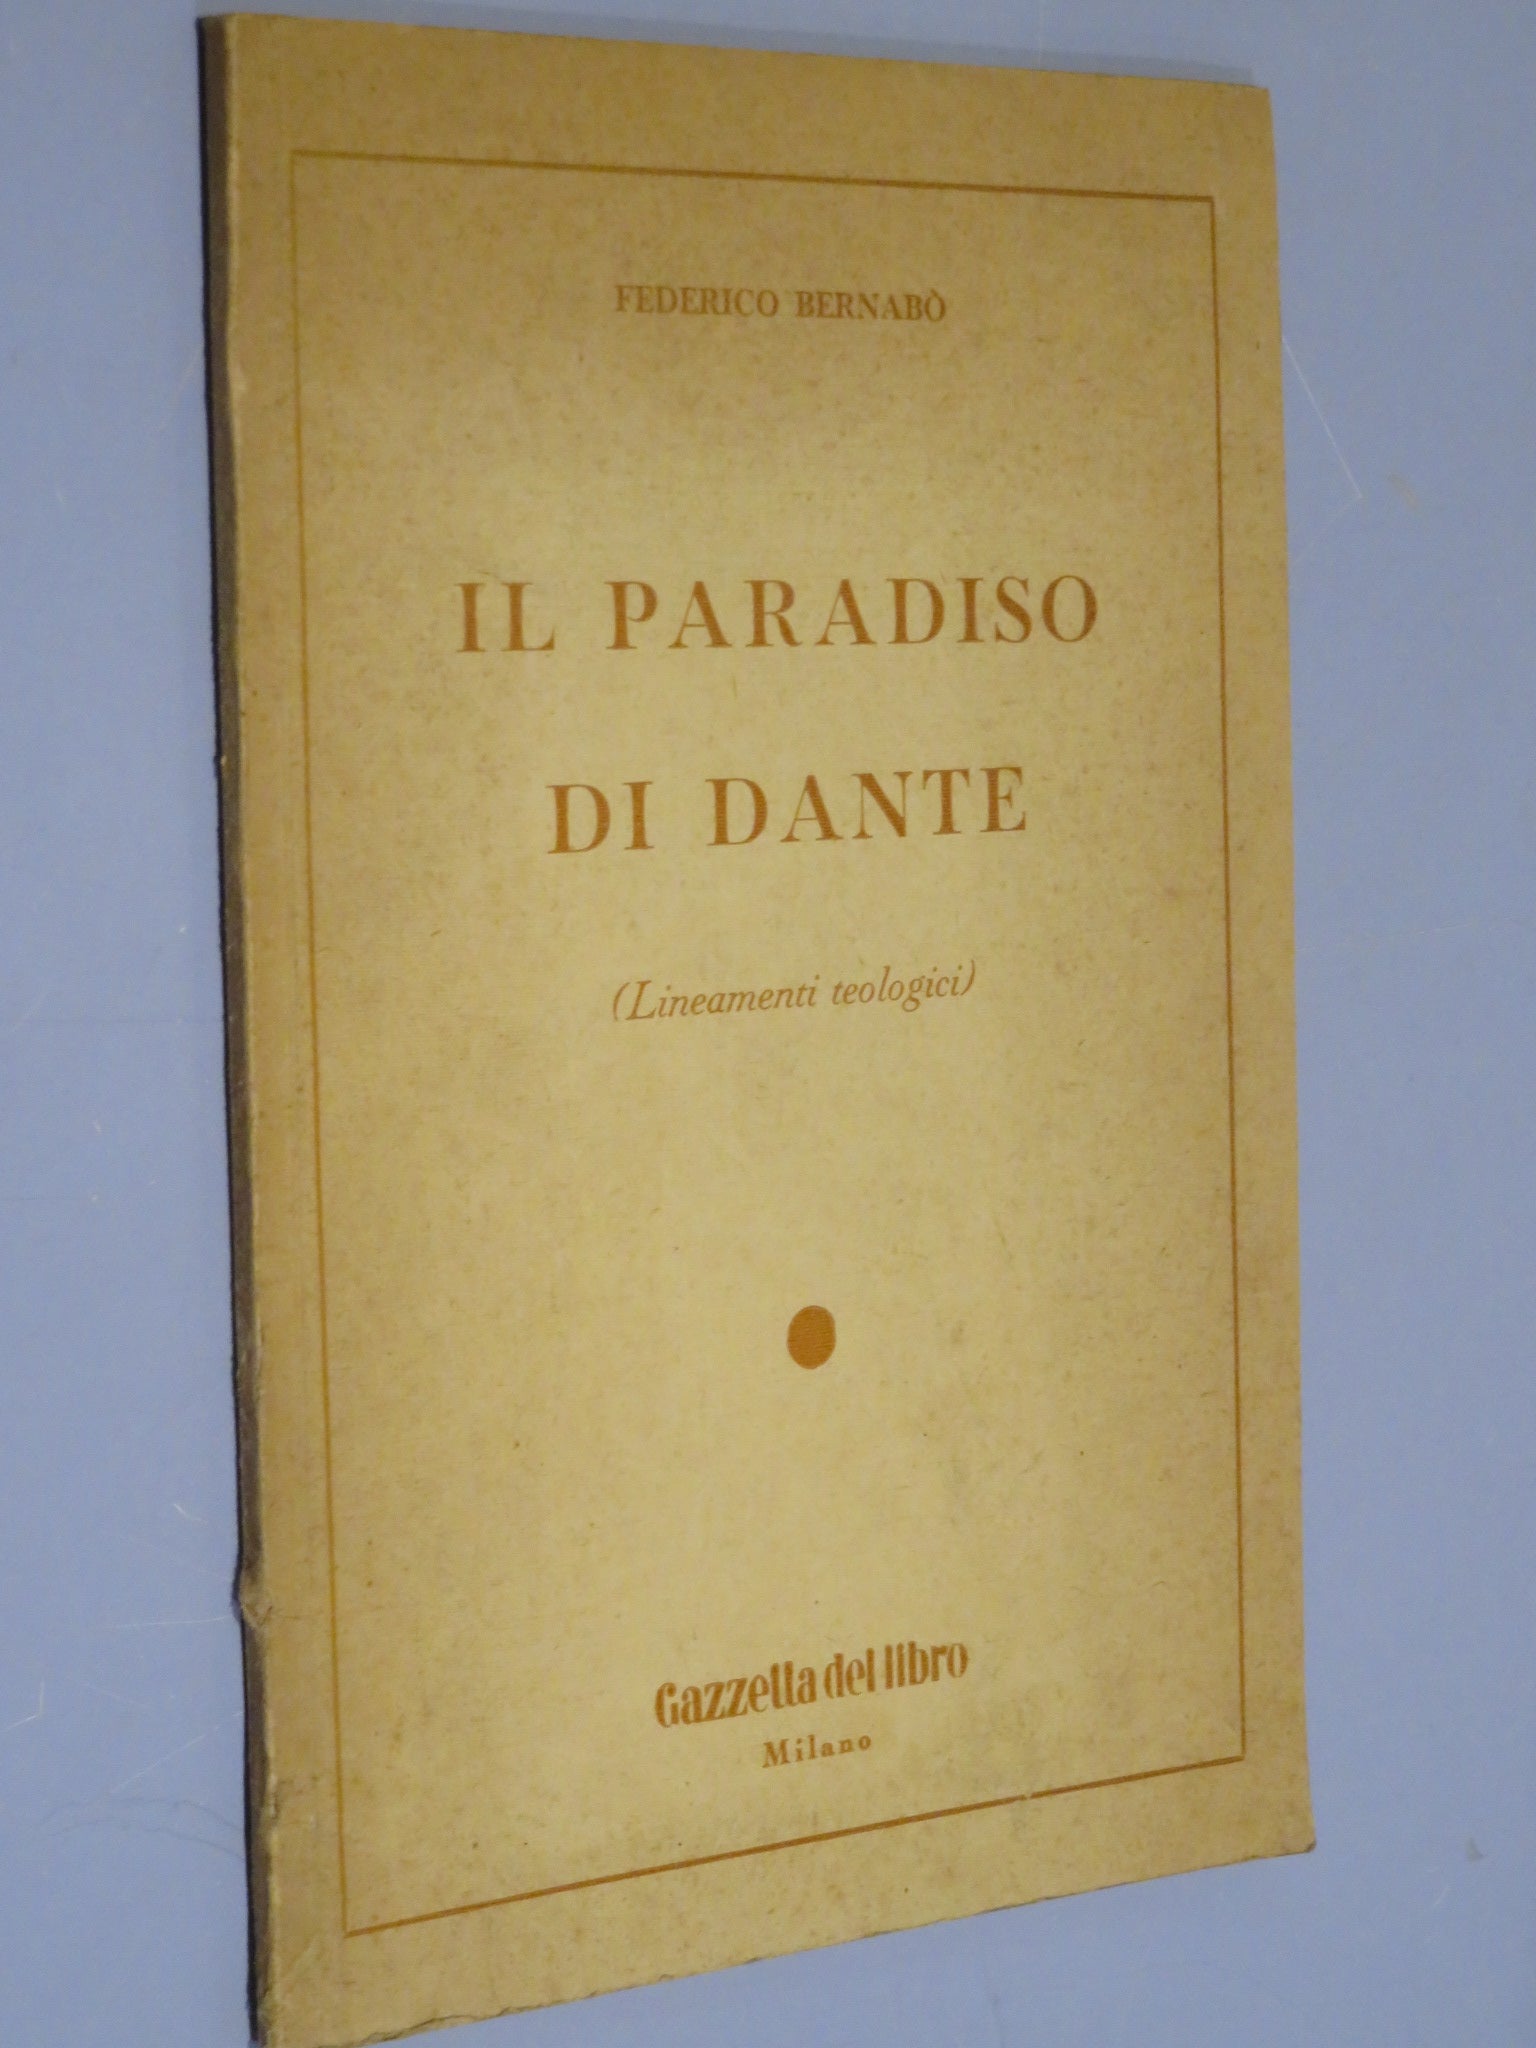 FEDERICO BERNABÒ
IL PARADISO
DI DANTE
(Lineamenti teologici)
Gazzetta del libro
Milano